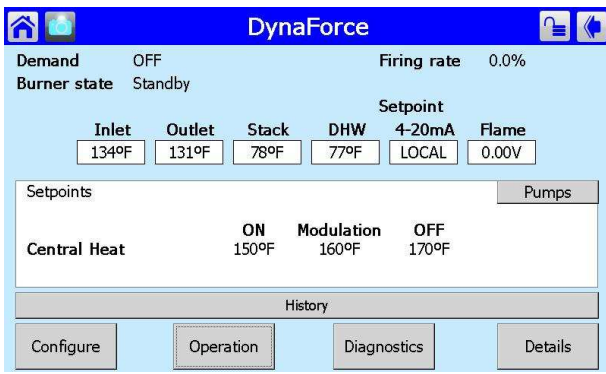 DynaForce
Demand OFF Firing rate 0.0%
Burner state Standby
Setpoint
Inlet Outlet Stack DHW 4-20mA Flame
134ºF 131ºF 78ºF 77ºF LOCAL 0.00V
Setpoints Pumps
ON Modulation OFF
Central Heat 150ºF 160ºF 170ºF
History
Configure Operation Diagnostics Details